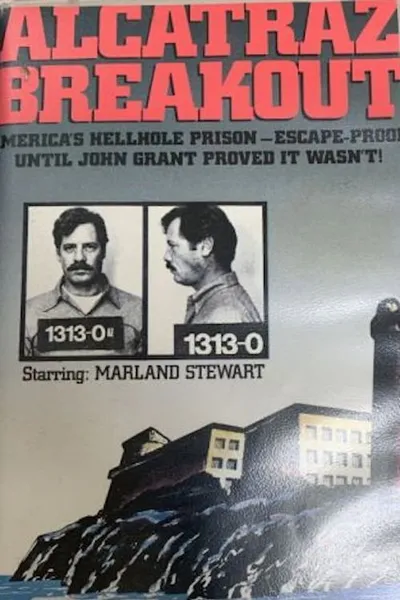 ALCATRAZ
BREAKOUT
MERICA'S HELLHOLE PRISON—ESCAPE-PROOF
UNTIL JOHN GRANT PROVED IT WASN'T!
1313-0
1313-0
Starring: MARLAND STEWART